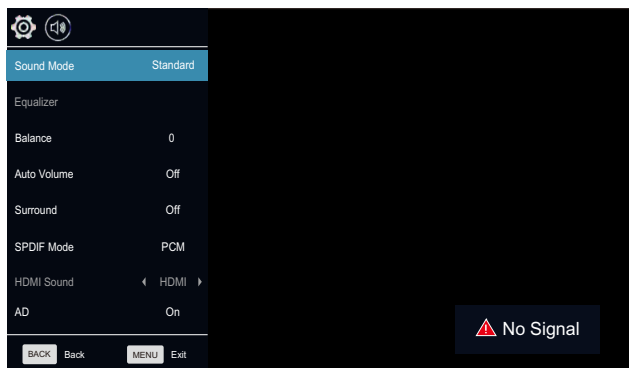 Sound Mode Standard
Equalizer
Balance 0
Auto Volume Off
Surround Off
SPDIF Mode PCM
HDMI Sound HDMI
AD On
No Signal
BACK Back MENU Exit